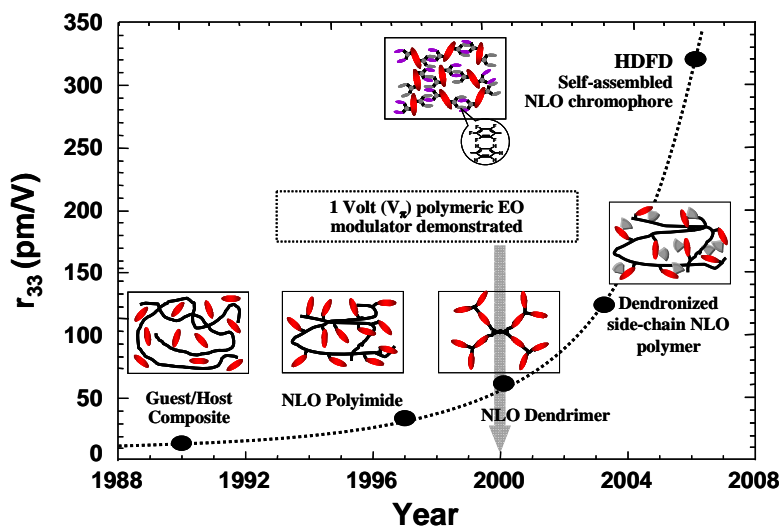 350
300
250
200
150
100
50
0
r33 (pm/V)
HDFD
Self-assembled
NLO chromophore
1 Volt (Vπ) polymeric EO
modulator demonstrated
Dendronized
side-chain NLO
polymer
Guest/Host
Composite
NLO Polyimide
NLO Dendrimer
1988
1992
1996
2000
2004
2008
Year